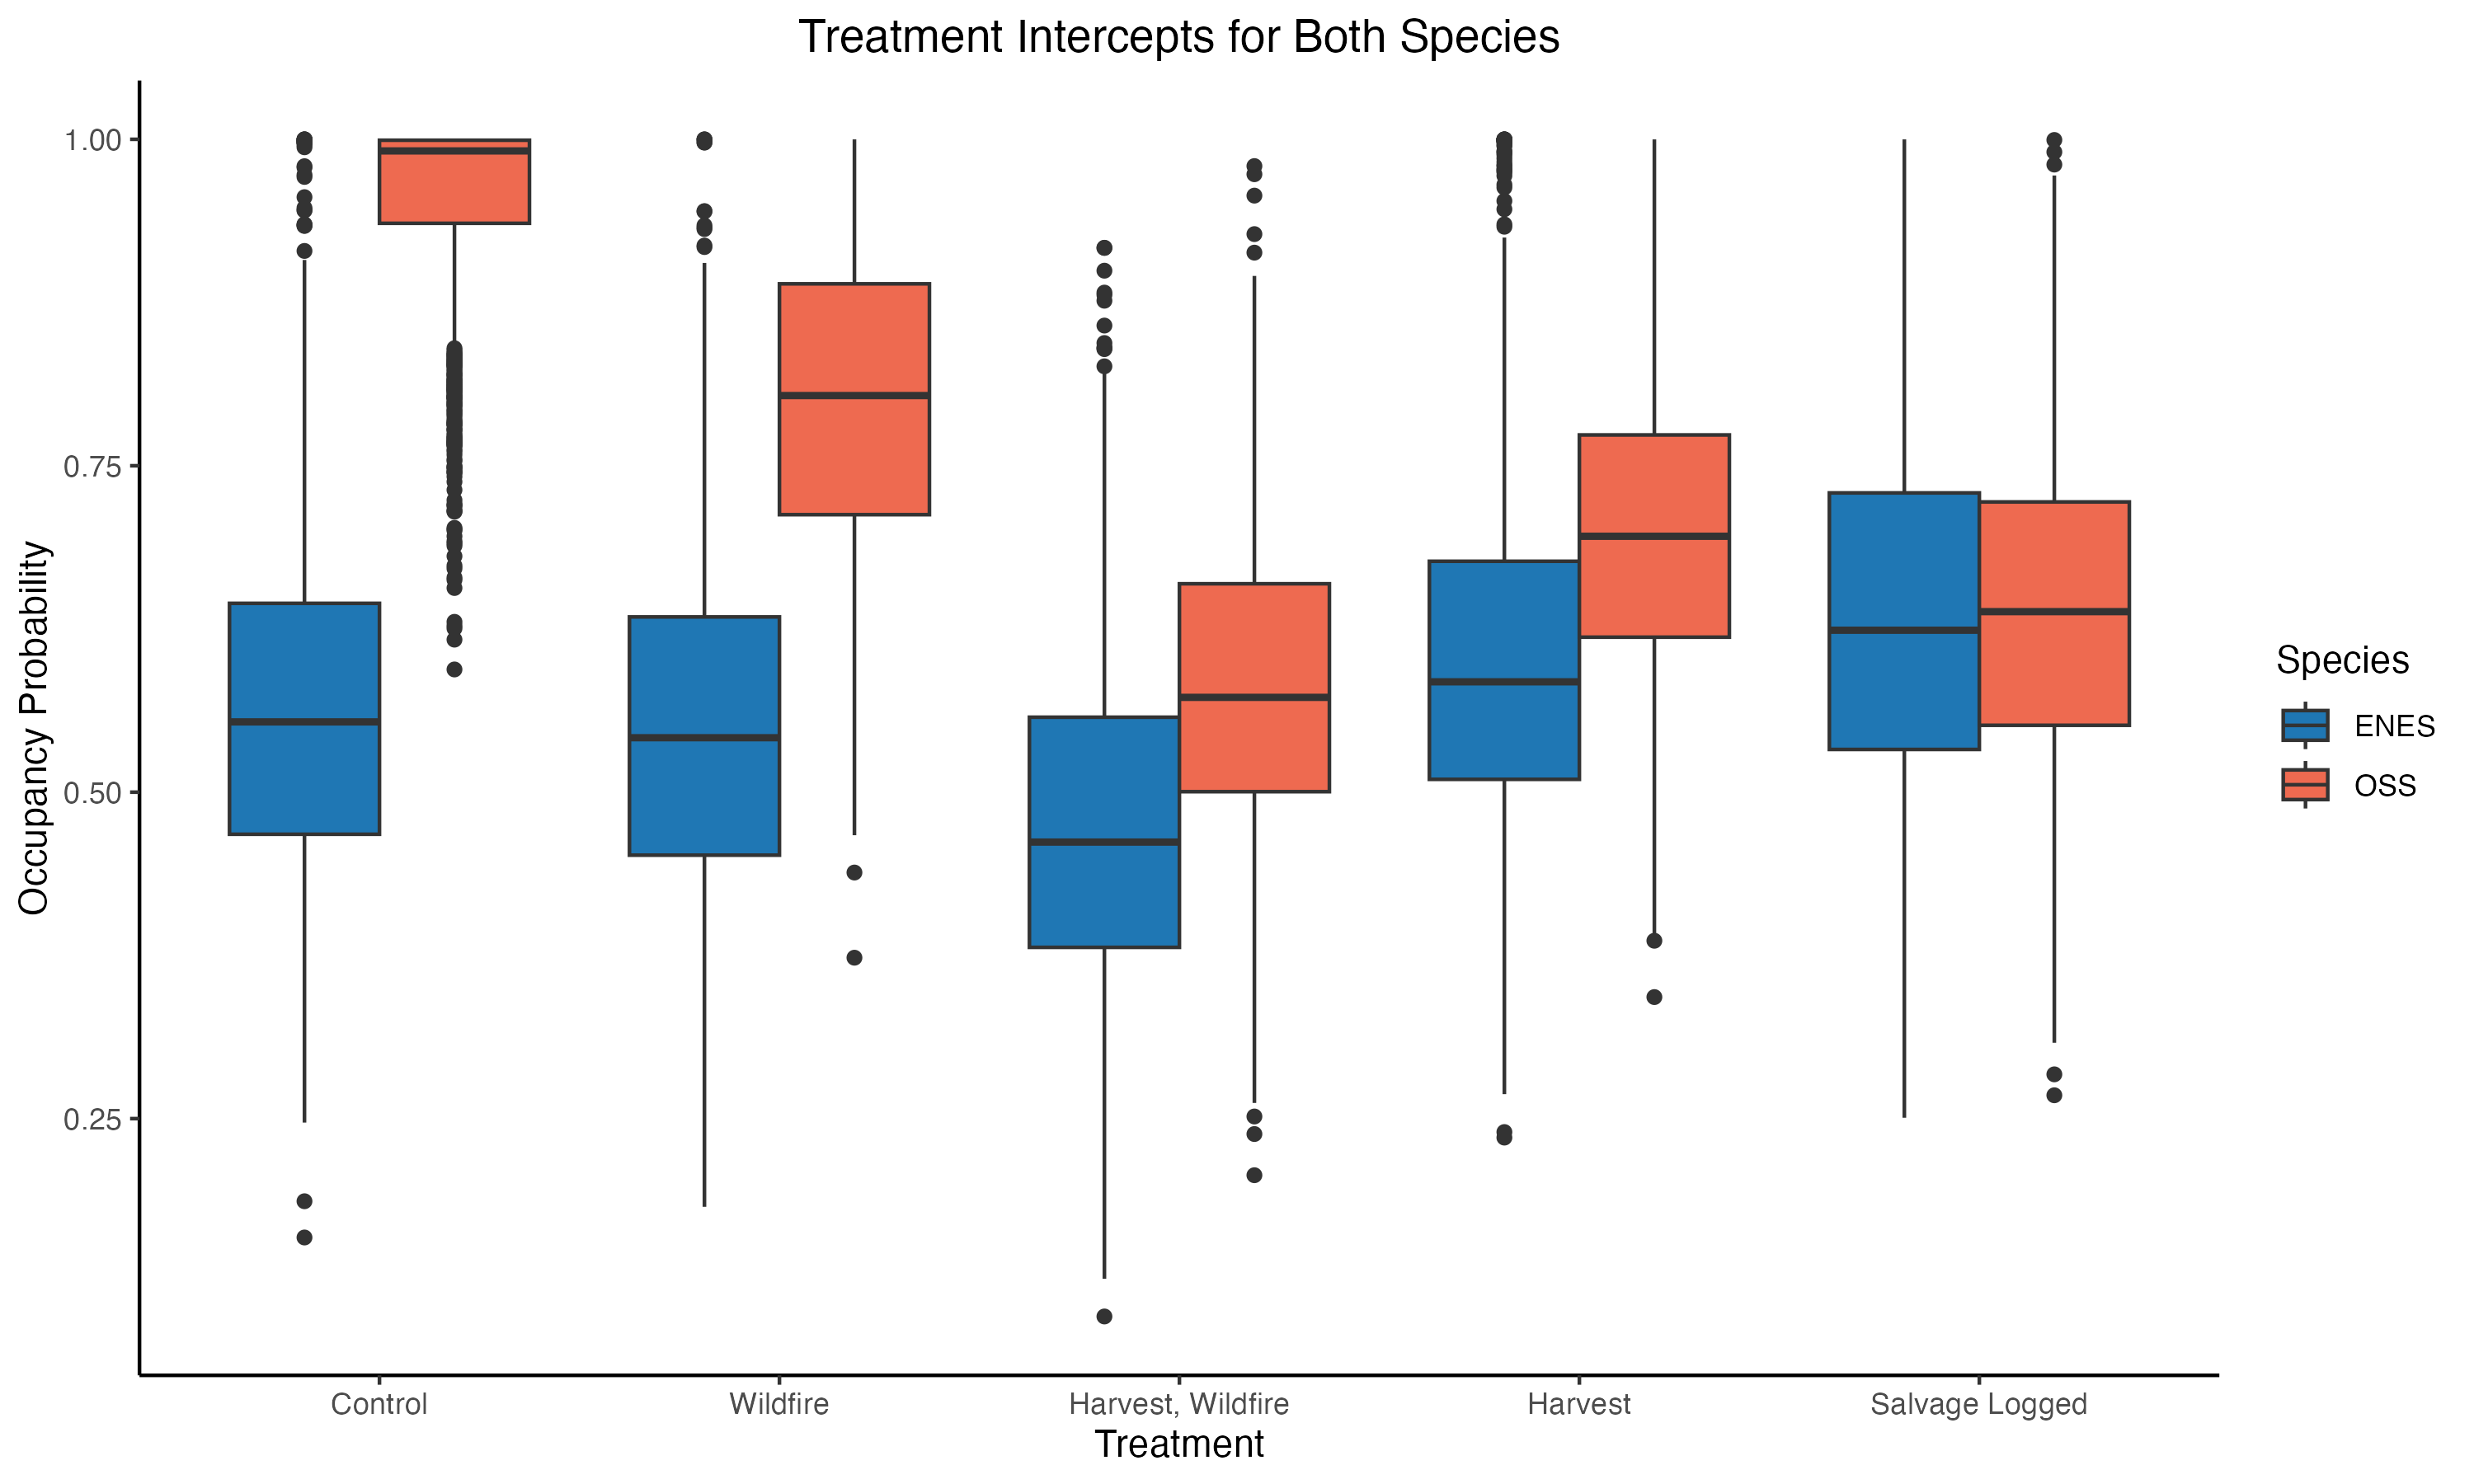 Treatment Intercepts for Both Species
Occupancy Probability
1.00
0.75
0.50
0.25
Control
Wildfire
Harvest, Wildfire
Harvest
Salvage Logged
Treatment
Species
ENES
OSS